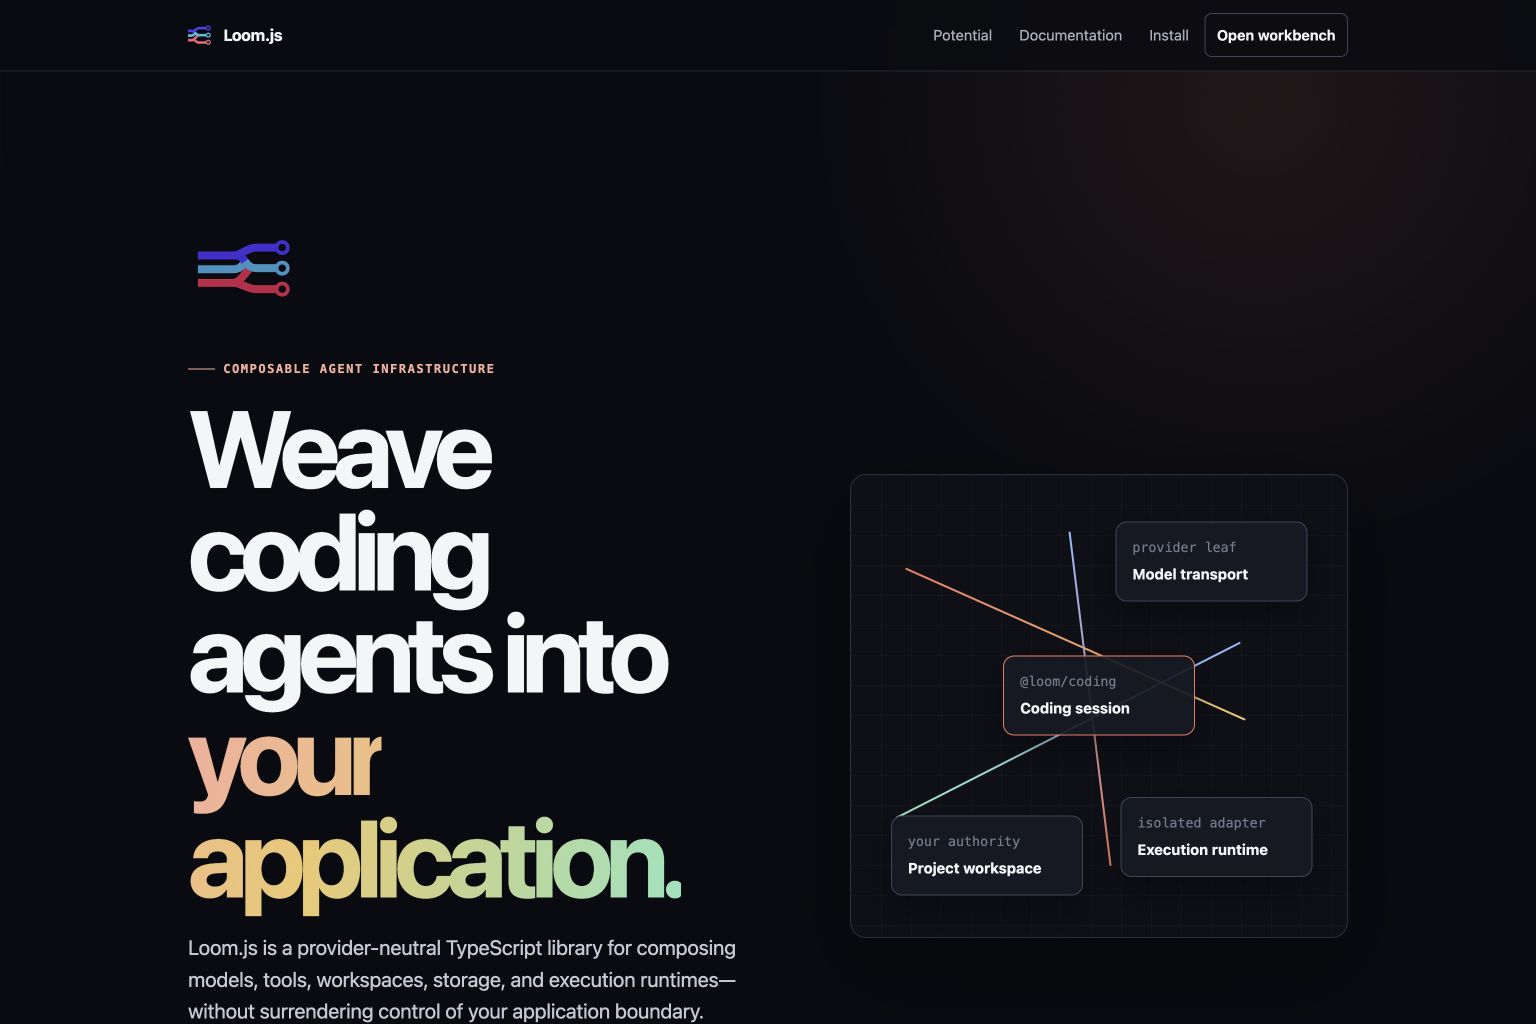 Loom.js
Potential
Documentation
Install
Open workbench
COMPOSABLE AGENT INFRASTRUCTURE
Weave
coding
agents into
your
application.
Loom.js is a provider-neutral TypeScript library for composing
models, tools, workspaces, storage, and execution runtimes—
without surrendering control of your application boundary.
provider leaf
Model transport
@loom/coding
Coding session
your authority
Project workspace
isolated adapter
Execution runtime